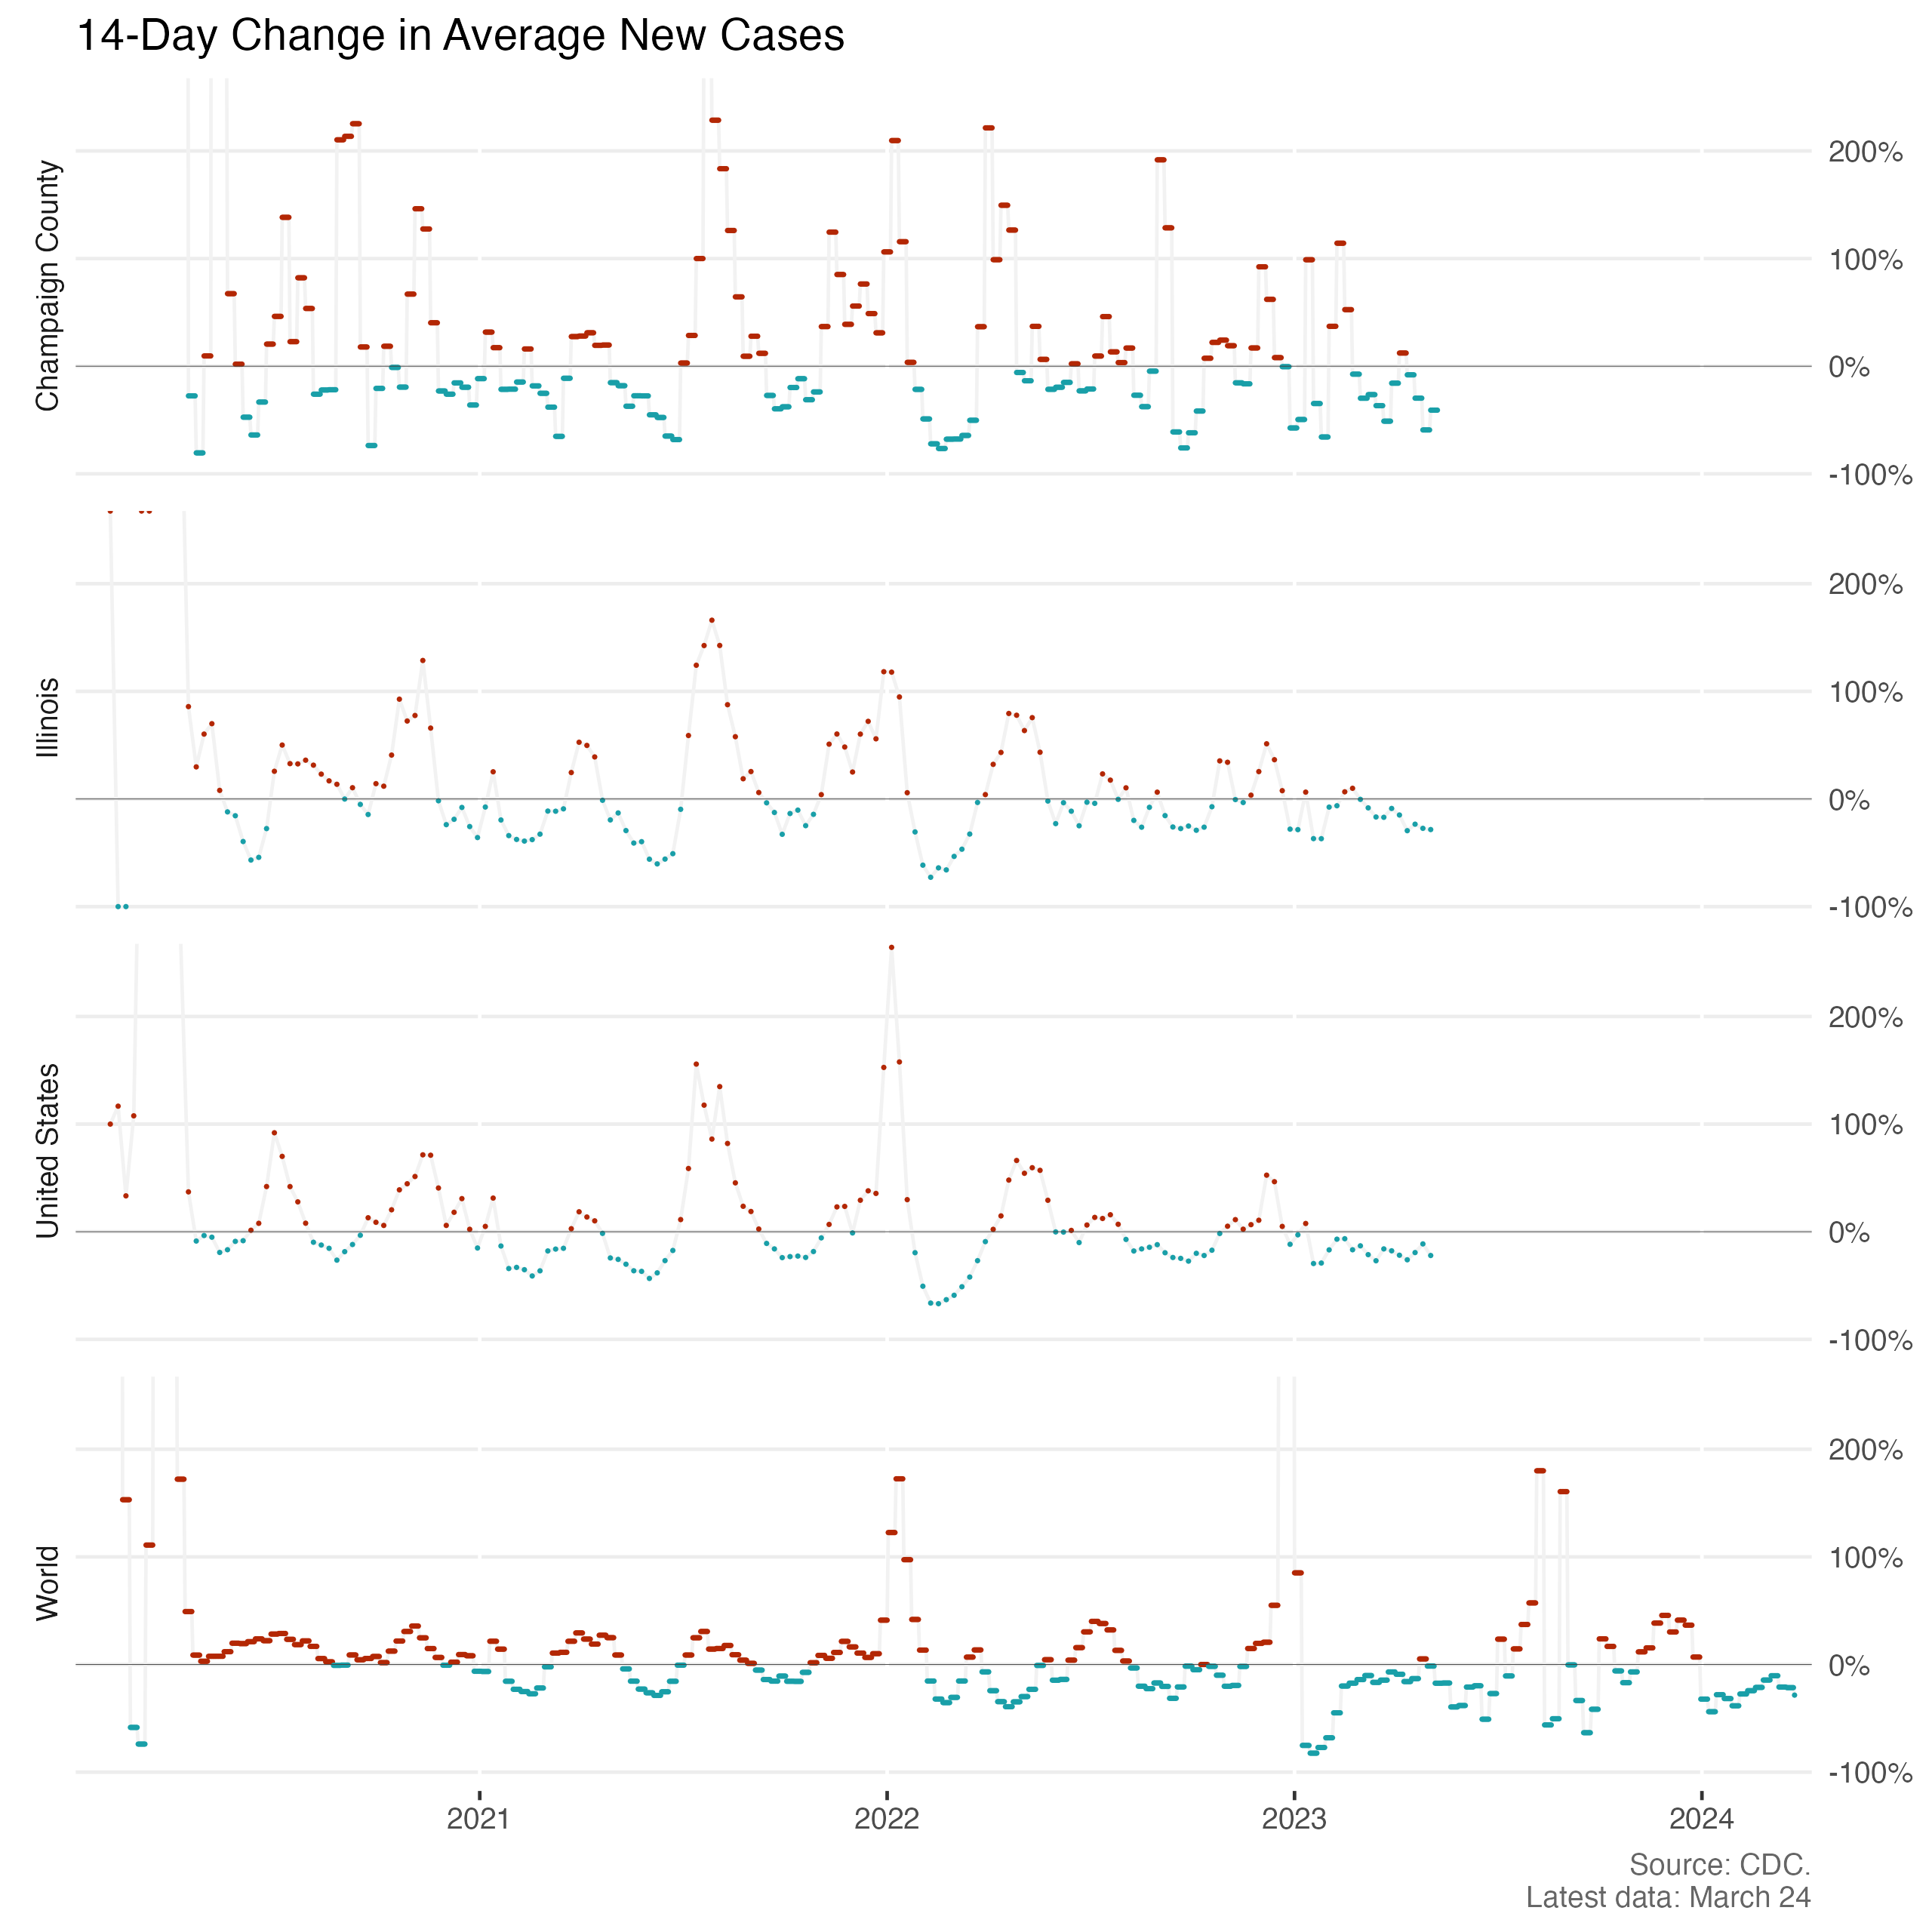 14-Day Change in Average New Cases
Champaign County
200%
100%
0%
-100%
Illinois
200%
100%
0%
-100%
United States
200%
100%
0%
-100%
World
200%
100%
0%
-100%
2021
2022
2023
2024
Source: CDC.
Latest data: March 24